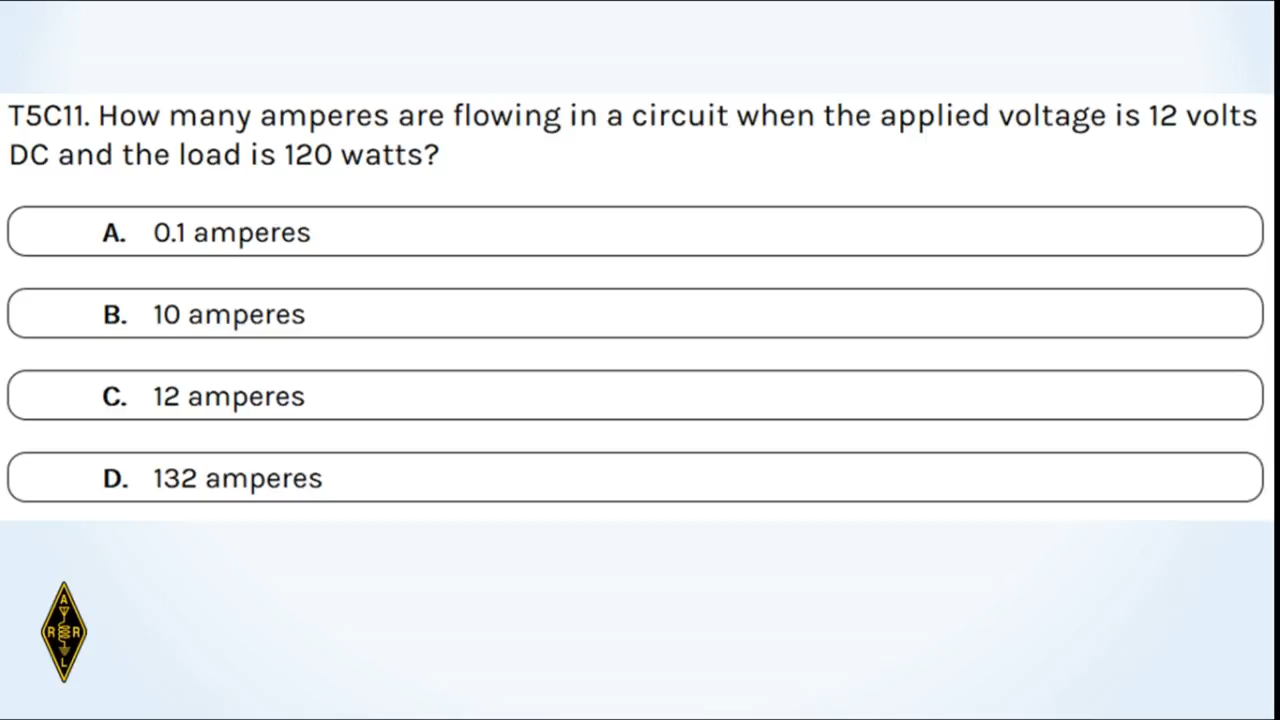 T5C11. How many amperes are flowing in a circuit when the applied voltage is 12 volts
DC and the load is 120 watts?
A. 0.1 amperes
B. 10 amperes
C. 12 amperes
D. 132 amperes
A
R R
L